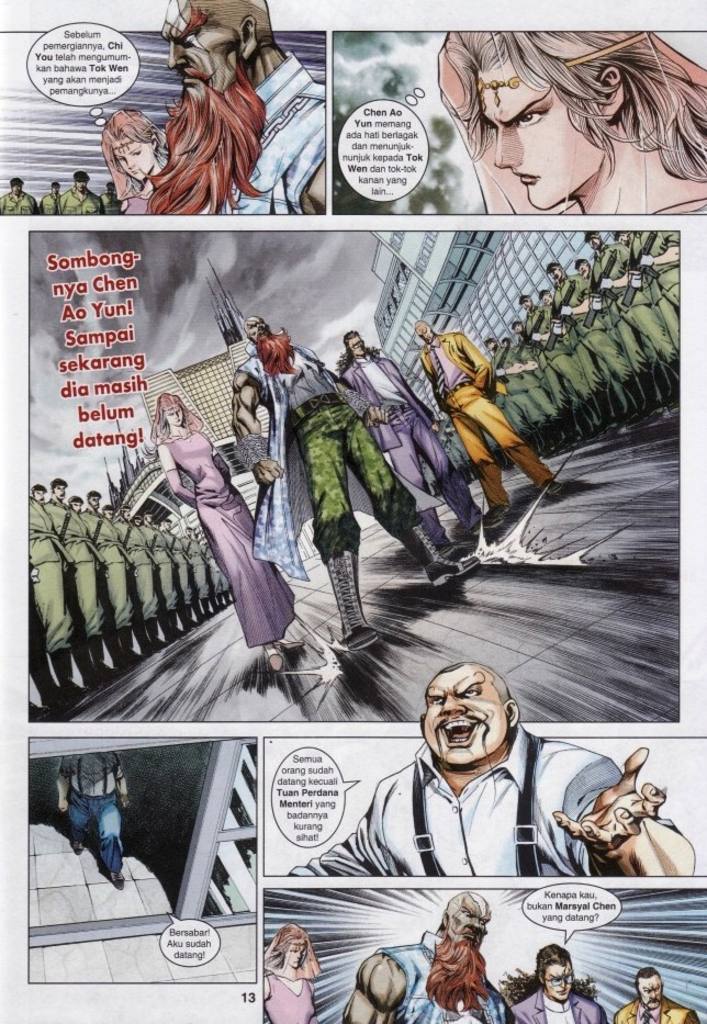 Sebelum
pemergiannya, Chi
You telah mengumum-
kan bahawa Tok Wen
yang akan menjadi
pemangkunya...
Chen Ao
Yun memang
ada hati berlagak
dan menunjuk-
nunjuk kepada Tok
Wen dan tok-tok
kanan yang
lain...
Sombong-
nya Chen
Ao Yun!
Sampai
sekarang
dia masih
belum
datang!
Bersabar!
Aku sudah
datang!
Semua
orang sudah
datang kecuali
Tuan Perdana
Menteri yang
badannya
kurang
sihat!
Kenapa kau,
bukan Marsyal Chen
yang datang?
13